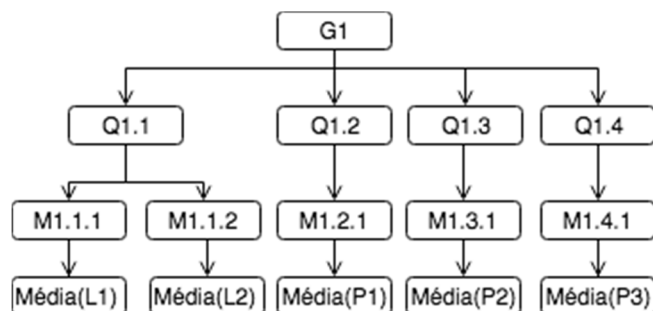 G1
Q1.1 Q1.2 Q1.3 Q1.4
M1.1.1 M1.1.2 M1.2.1 M1.3.1 M1.4.1
Média(L1) Média(L2) Média(P1) Média(P2) Média(P3)